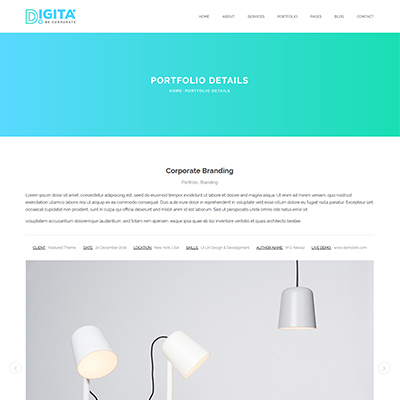 DIGITA
BE CORPORATE
HOME ABOUT SERVICES PORTFOLIO PAGES BLOG CONTACT
PORTFOLIO DETAILS
HOME PORTFOLIO DETAILS
Corporate Branding
Portfolio, Branding
Lorem ipsum dolor sit amet, consectetur adipisicing elit, sed do eiusmod tempor incididunt ut labore et dolore and magna aliqua. Ut enim ad minim veniam, quis nostrud
exercitation ullamco laboris nisi ut aliquip ex ea commodo consequat. Duis aute irure dolor in reprehenderit in voluptate velit esse cillum dolore eu fugiat nulla pariatur. Excepteur sint
occaecat cupidatat non proident, sunt in culpa qui officia deserunt mollit anim id est laborum. Sed ut perspiciatis unde omnis iste natus error sit
voluptatem accusantium doloremque laudantium, and totam rem aperiam, eaque ipsa quae ab illo inventore veritatis et quasi architecto beatae.
CLIENT: Featured Thema DATE: 20 December 2018 LOCATION: New York, USA SKILLS: UI UX Design & Development AUTHOR NAME: M S Nawaz LIVE DEMO: www.demolink.com